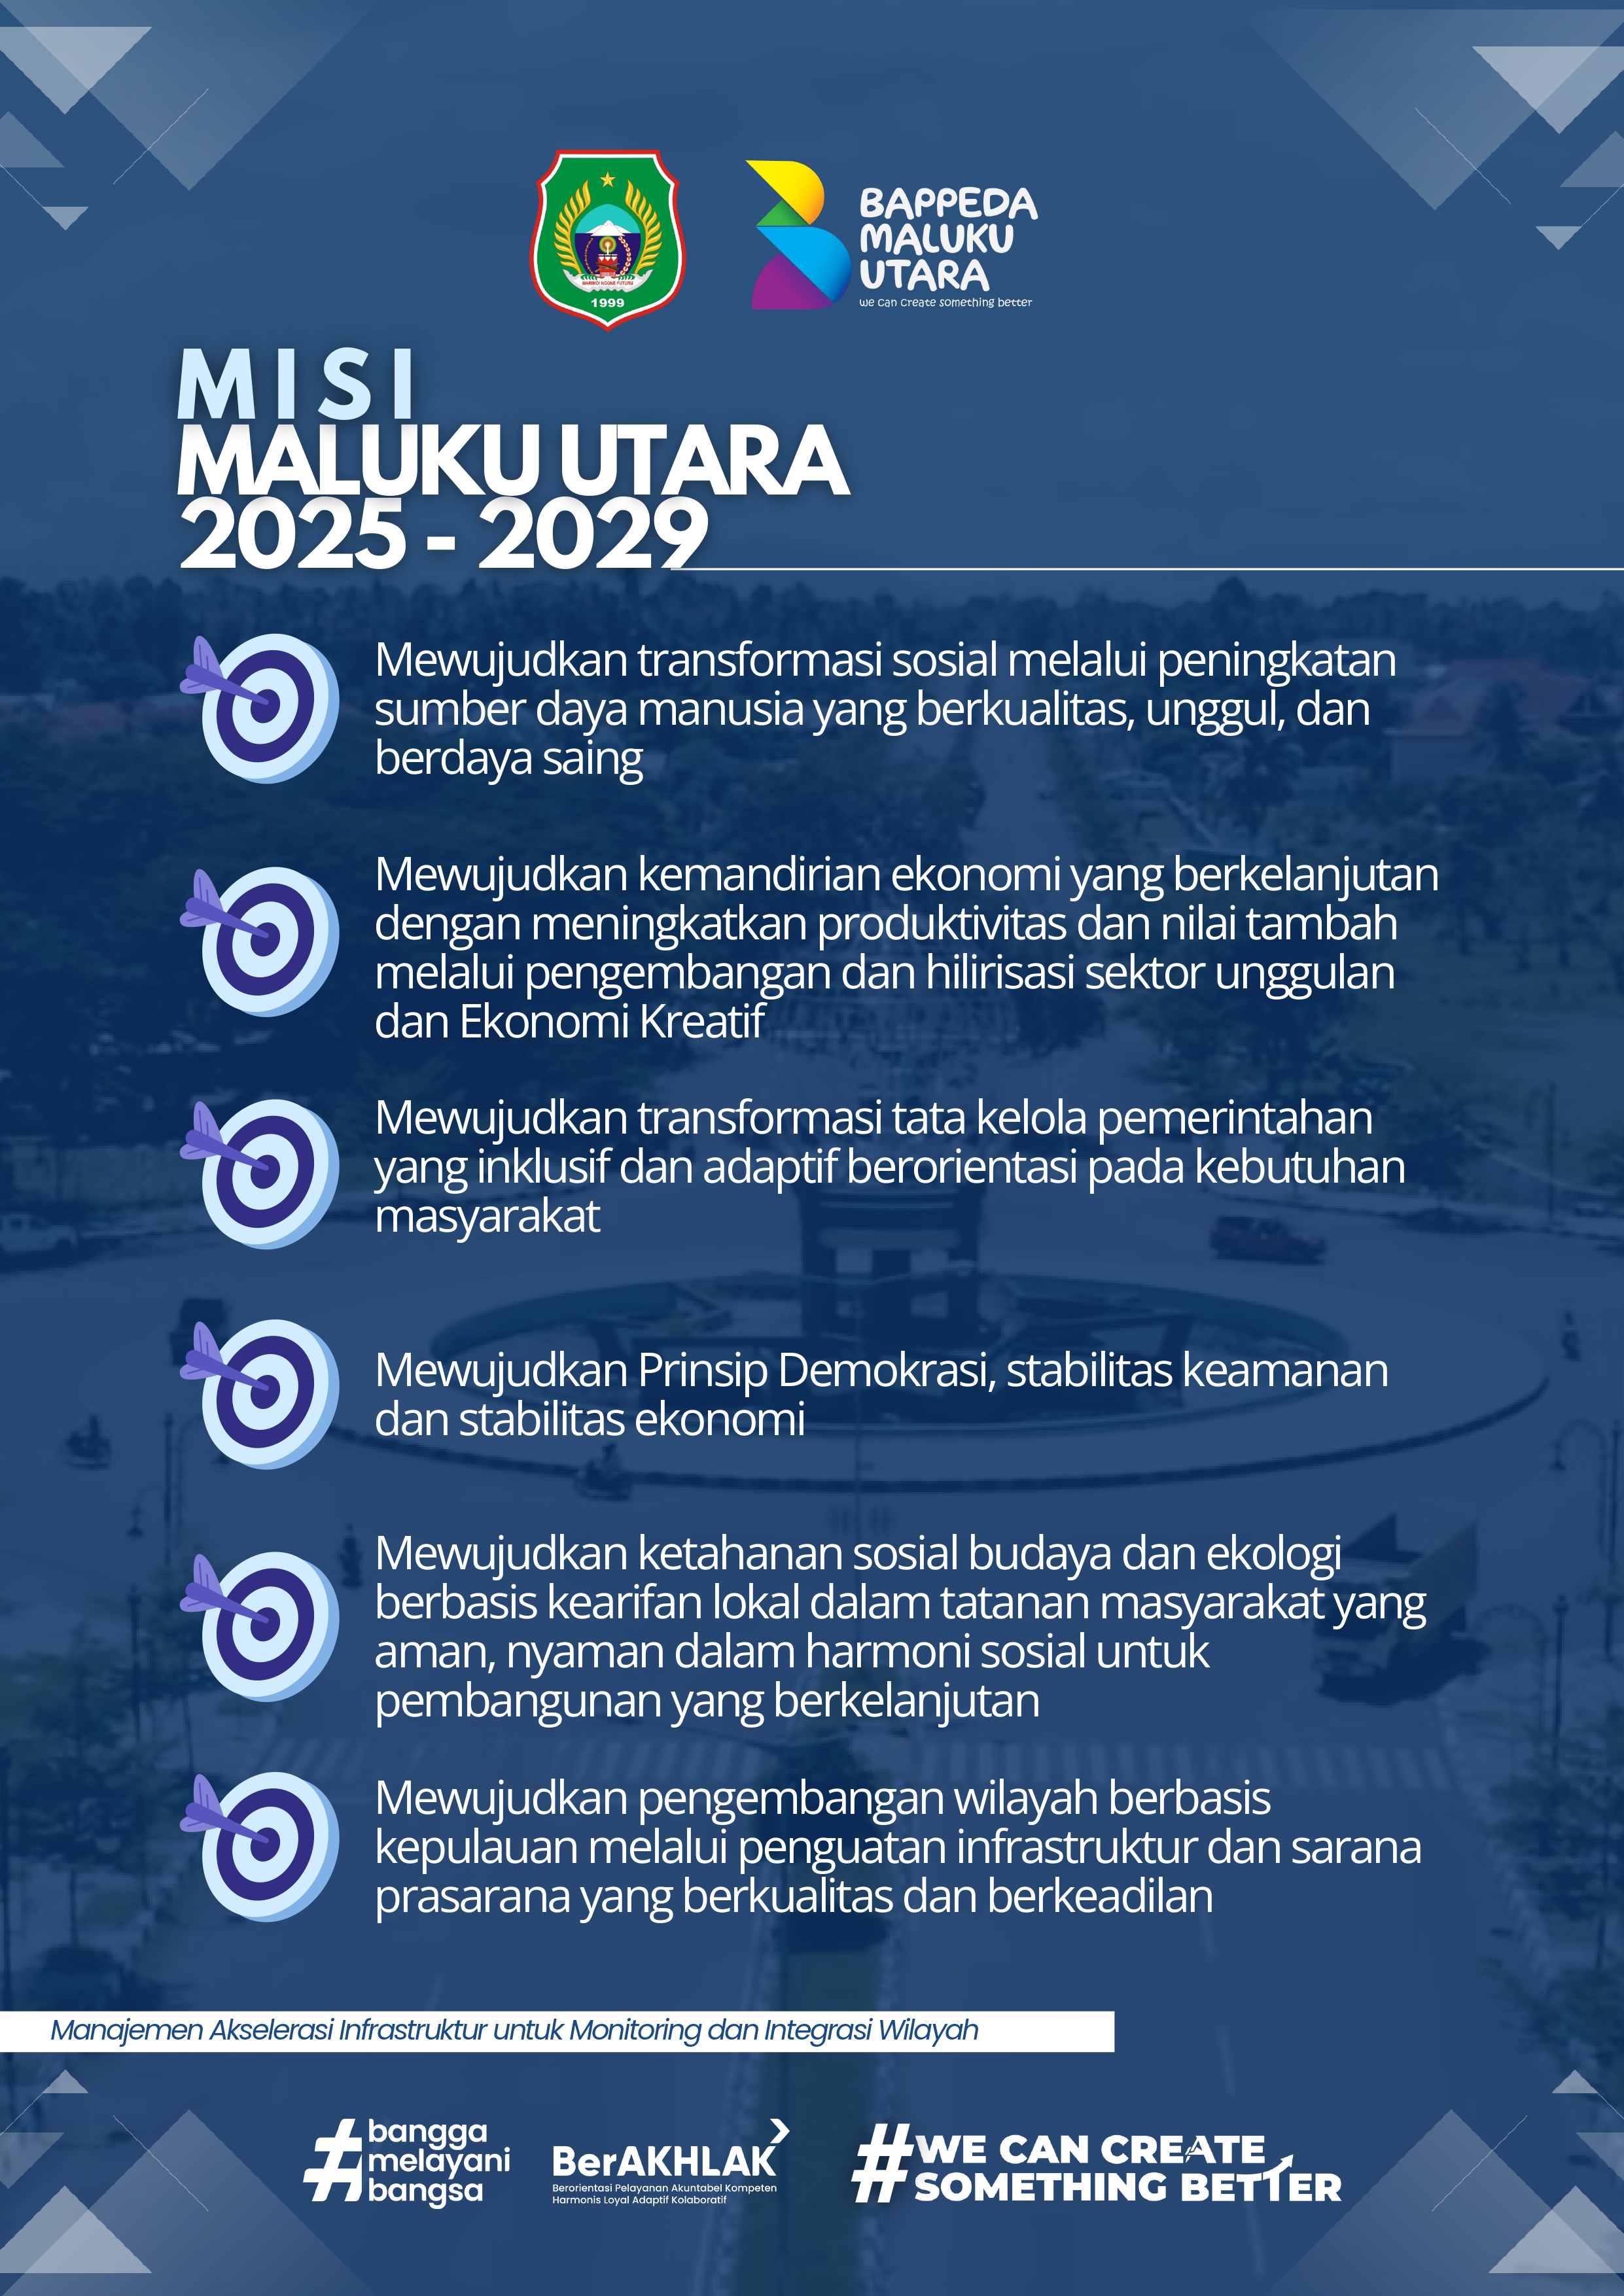 MARIMOI NGONE FUTURU
1999
BAPPEDA
MALUKU
UTARA
we can create something better
MISI
MALUKU UTARA
2025 - 2029
Mewujudkan transformasi sosial melalui peningkatan
sumber daya manusia yang berkualitas, unggul, dan
berdaya saing
Mewujudkan kemandirian ekonomi yang berkelanjutan
dengan meningkatkan produktivitas dan nilai tambah
melalui pengembangan dan hilirisasi sektor unggulan
dan Ekonomi Kreatif
Mewujudkan transformasi tata kelola pemerintahan
yang inklusif dan adaptif berorientasi pada kebutuhan
masyarakat
Mewujudkan Prinsip Demokrasi, stabilitas keamanan
dan stabilitas ekonomi
Mewujudkan ketahanan sosial budaya dan ekologi
berbasis kearifan lokal dalam tatanan masyarakat yang
aman, nyaman dalam harmoni sosial untuk
pembangunan yang berkelanjutan
Mewujudkan pengembangan wilayah berbasis
kepulauan melalui penguatan infrastruktur dan sarana
prasarana yang berkualitas dan berkeadilan
Manajemen Akselerasi Infrastruktur untuk Monitoring dan Integrasi Wilayah
#bangga
melayani
bangsa
BerAKHLAK
Berorientasi Pelayanan Akuntabel Kompeten
Harmonis Loyal Adaptif Kolaboratif
#WE CAN CREATE
SOMETHING BETTER